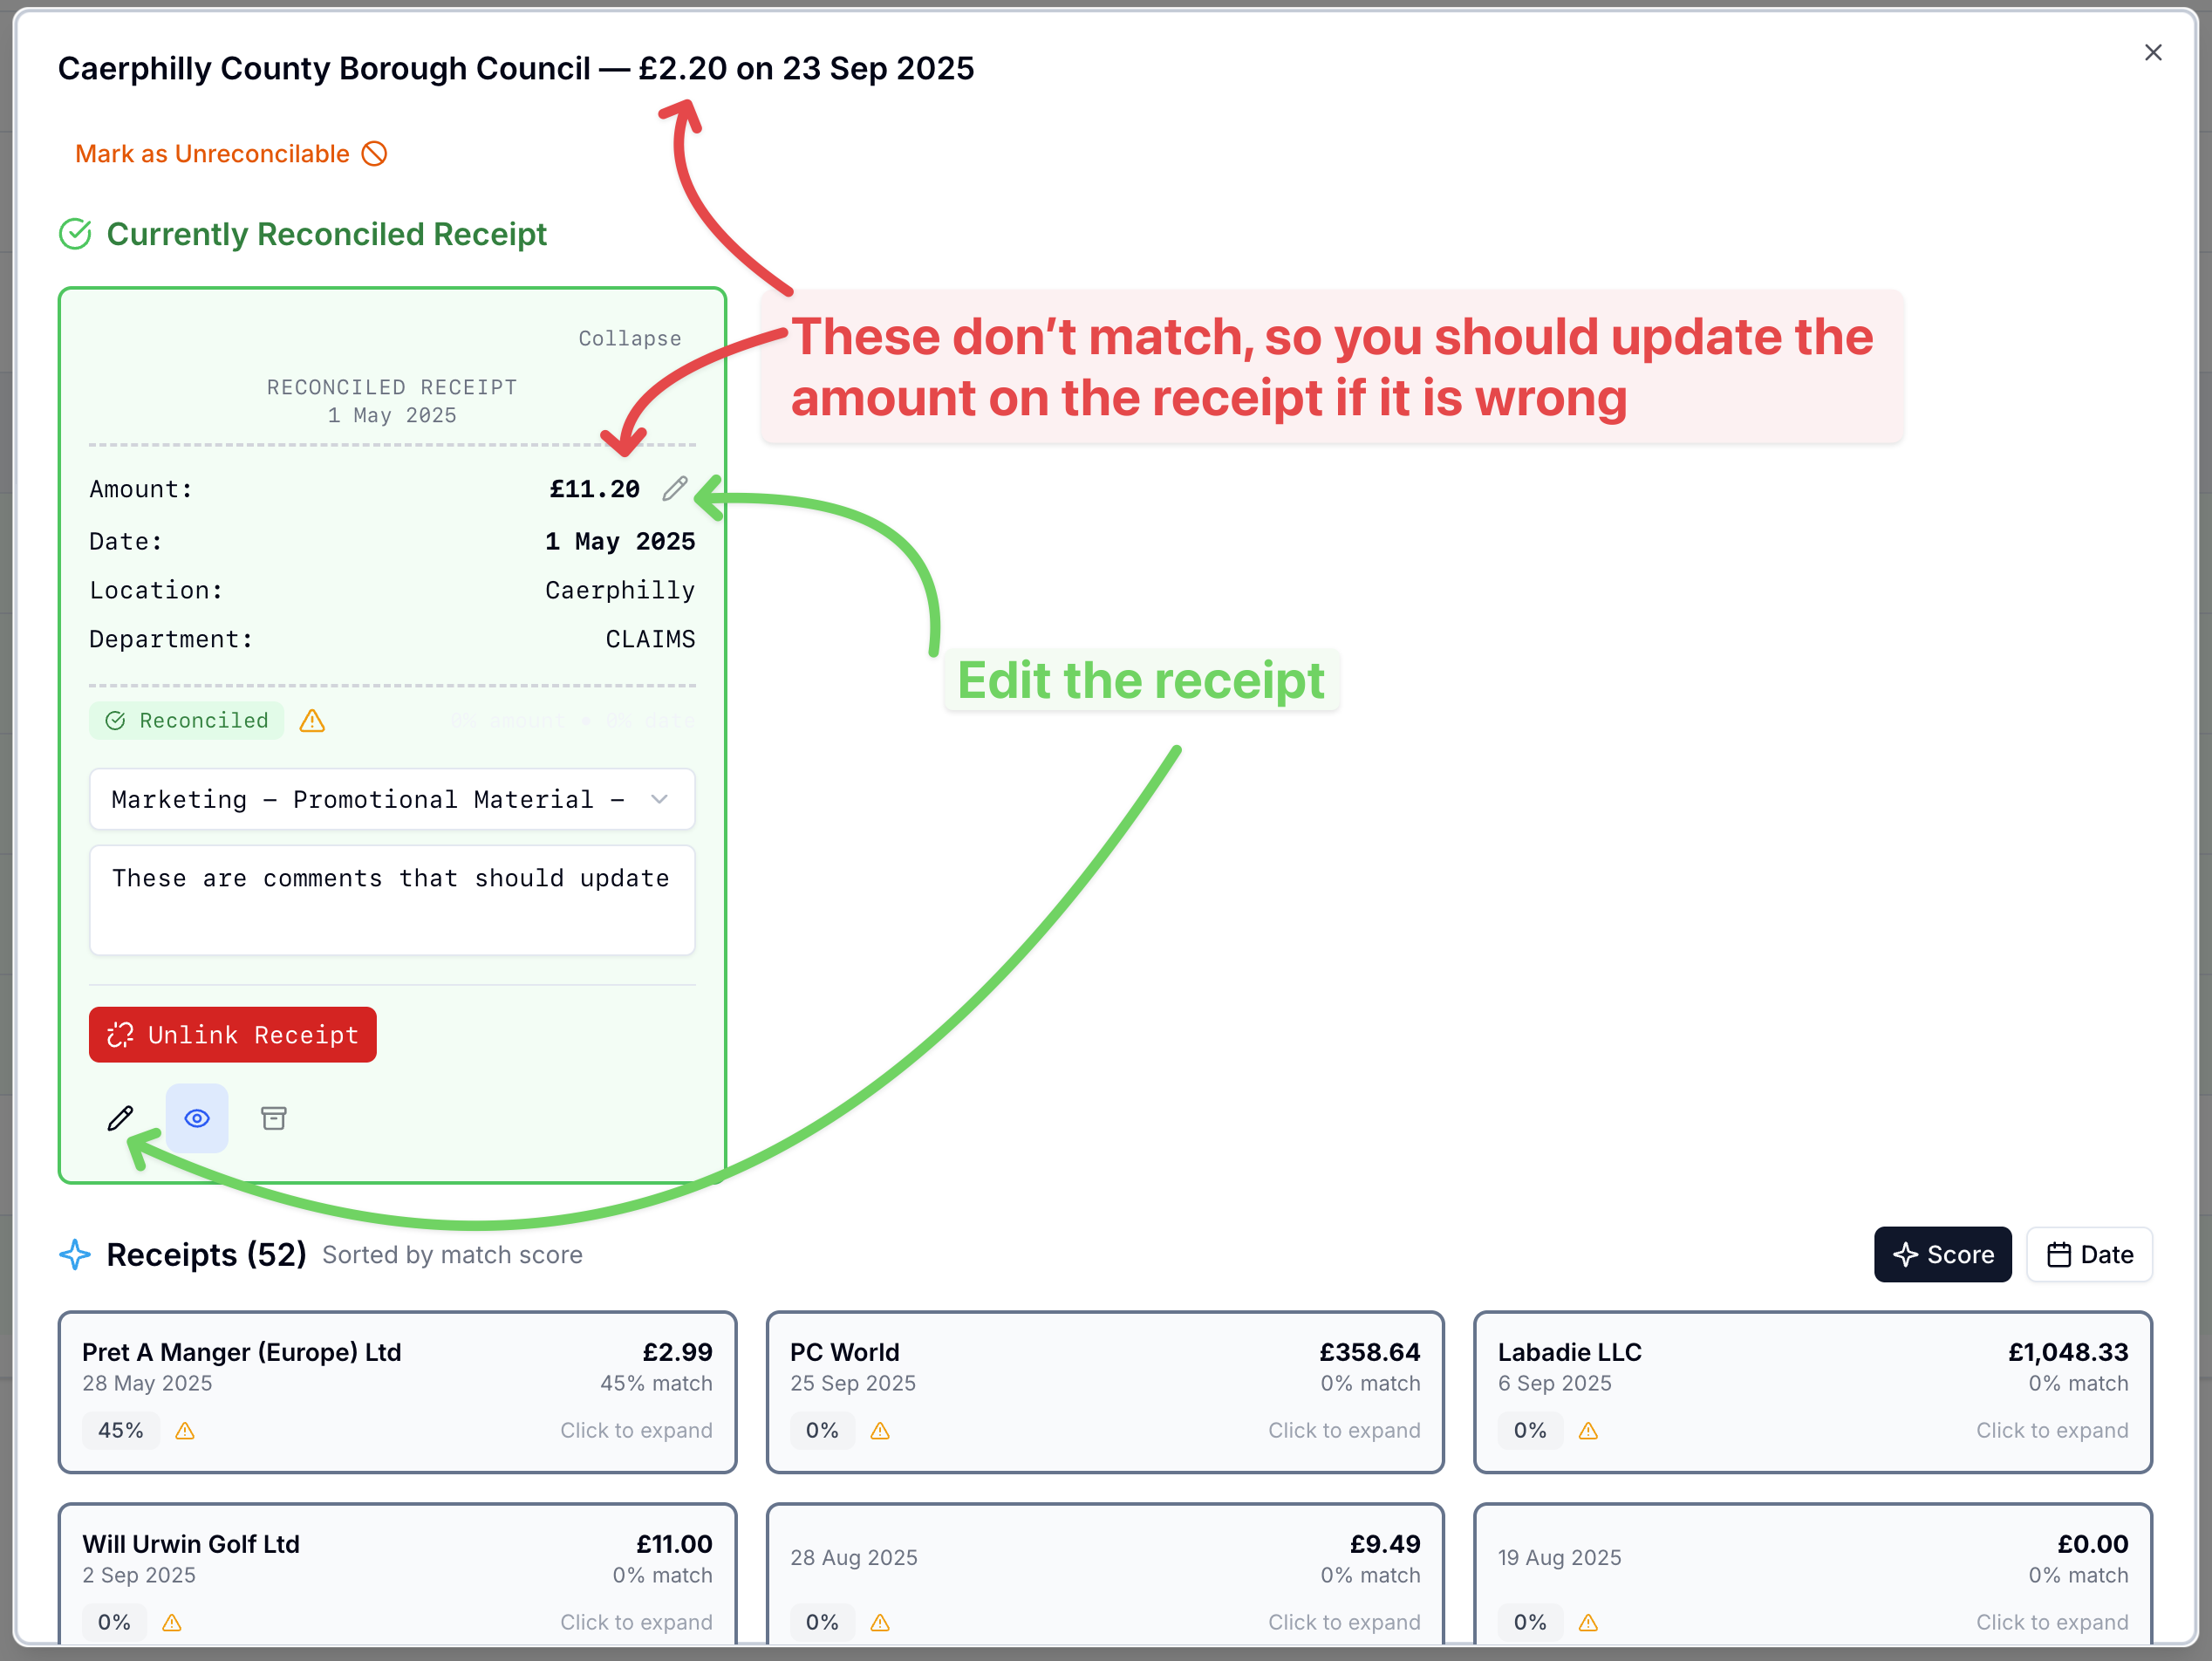 Caerphilly County Borough Council — £2.20 on 23 Sep 2025
Mark as Unreconcilable
Currently Reconciled Receipt
Collapse
These don’t match, so you should update the
amount on the receipt if it is wrong
RECONCILED RECEIPT
1 May 2025
Amount: £11.20
Date: 1 May 2025
Location: Caerphilly
Department: CLAIMS
Edit the receipt
Reconciled 0% amount • 0% date
Marketing – Promotional Material –
These are comments that should update
Unlink Receipt
Receipts (52) Sorted by match score
Score Date
Pret A Manger (Europe) Ltd £2.99
28 May 2025 45% match
45% Click to expand
PC World £358.64
25 Sep 2025 0% match
0% Click to expand
Labadie LLC £1,048.33
6 Sep 2025 0% match
0% Click to expand
Will Urwin Golf Ltd £11.00
2 Sep 2025 0% match
0% Click to expand
£9.49
28 Aug 2025 0% match
0% Click to expand
£0.00
19 Aug 2025 0% match
0% Click to expand